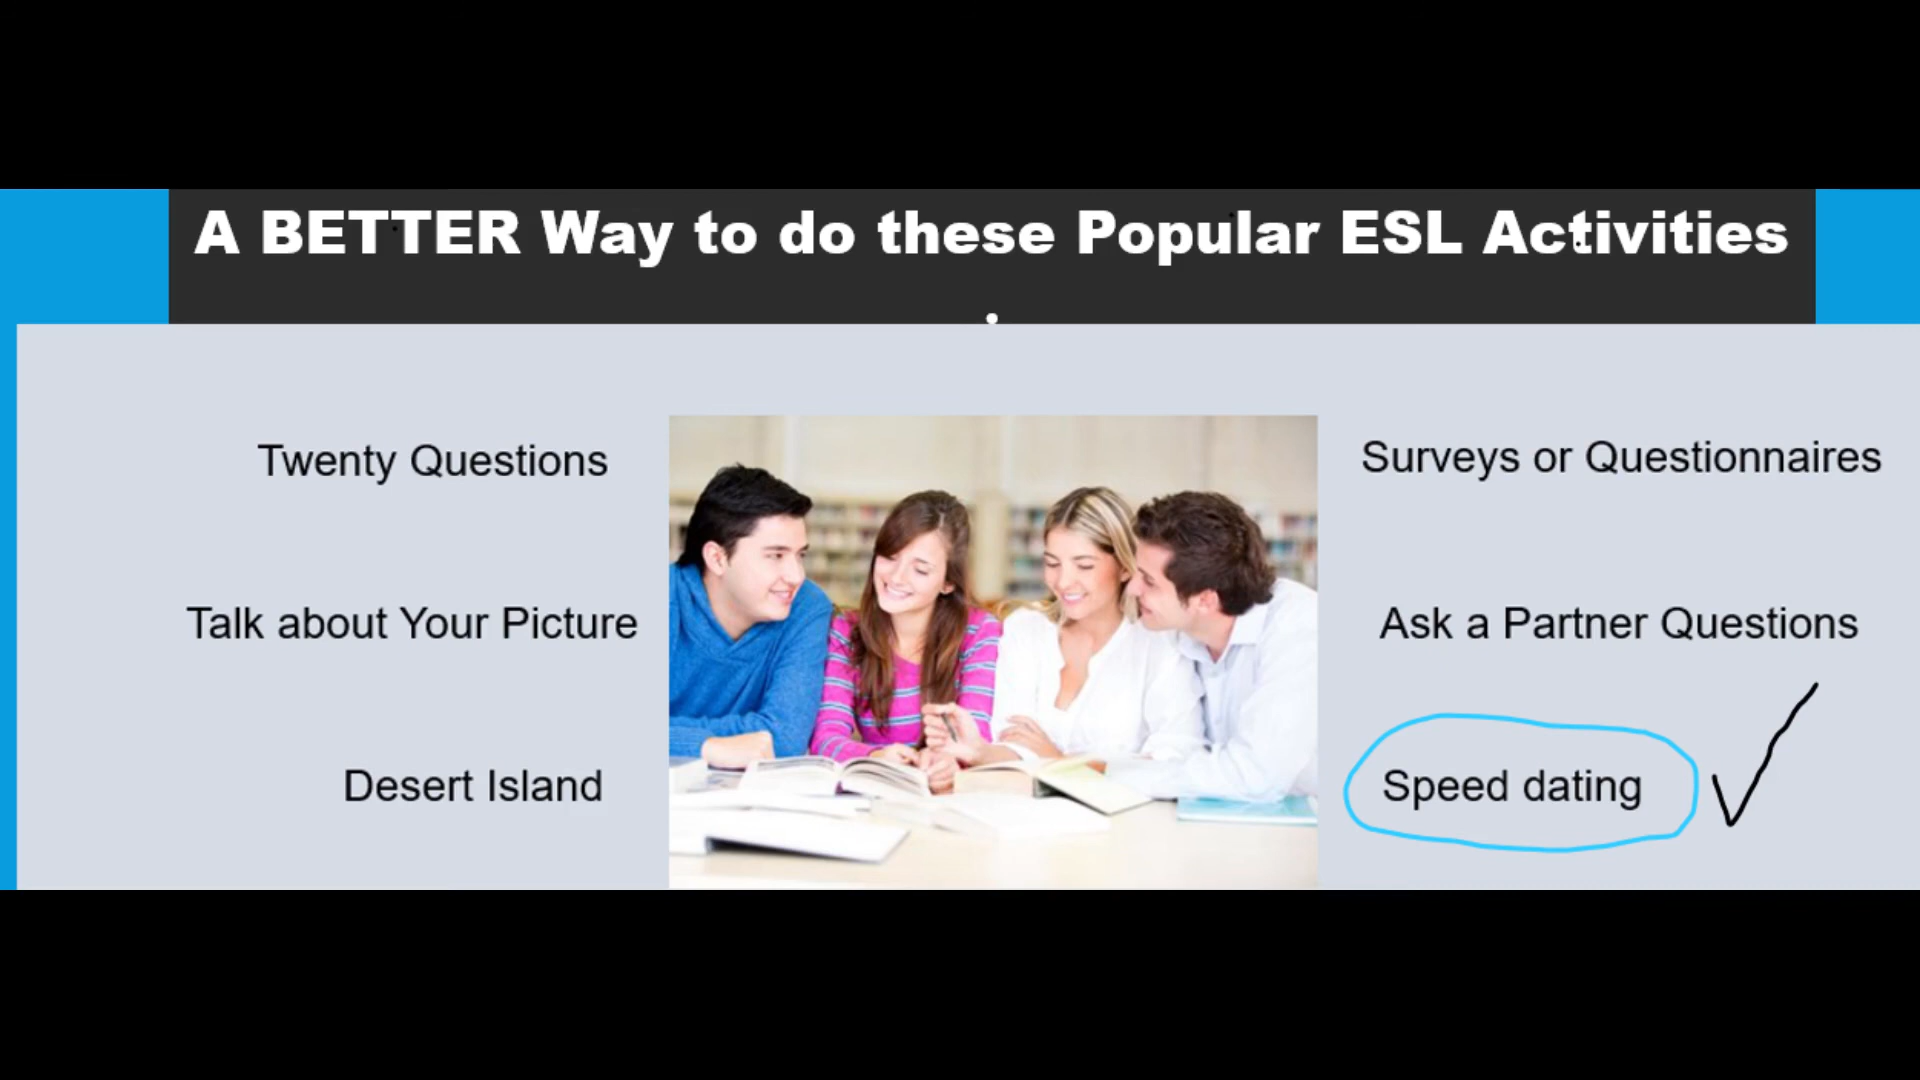 A BETTER Way to do these Popular ESL Activities
.
Twenty Questions
Talk about Your Picture
Desert Island
Surveys or Questionnaires
Ask a Partner Questions
Speed dating